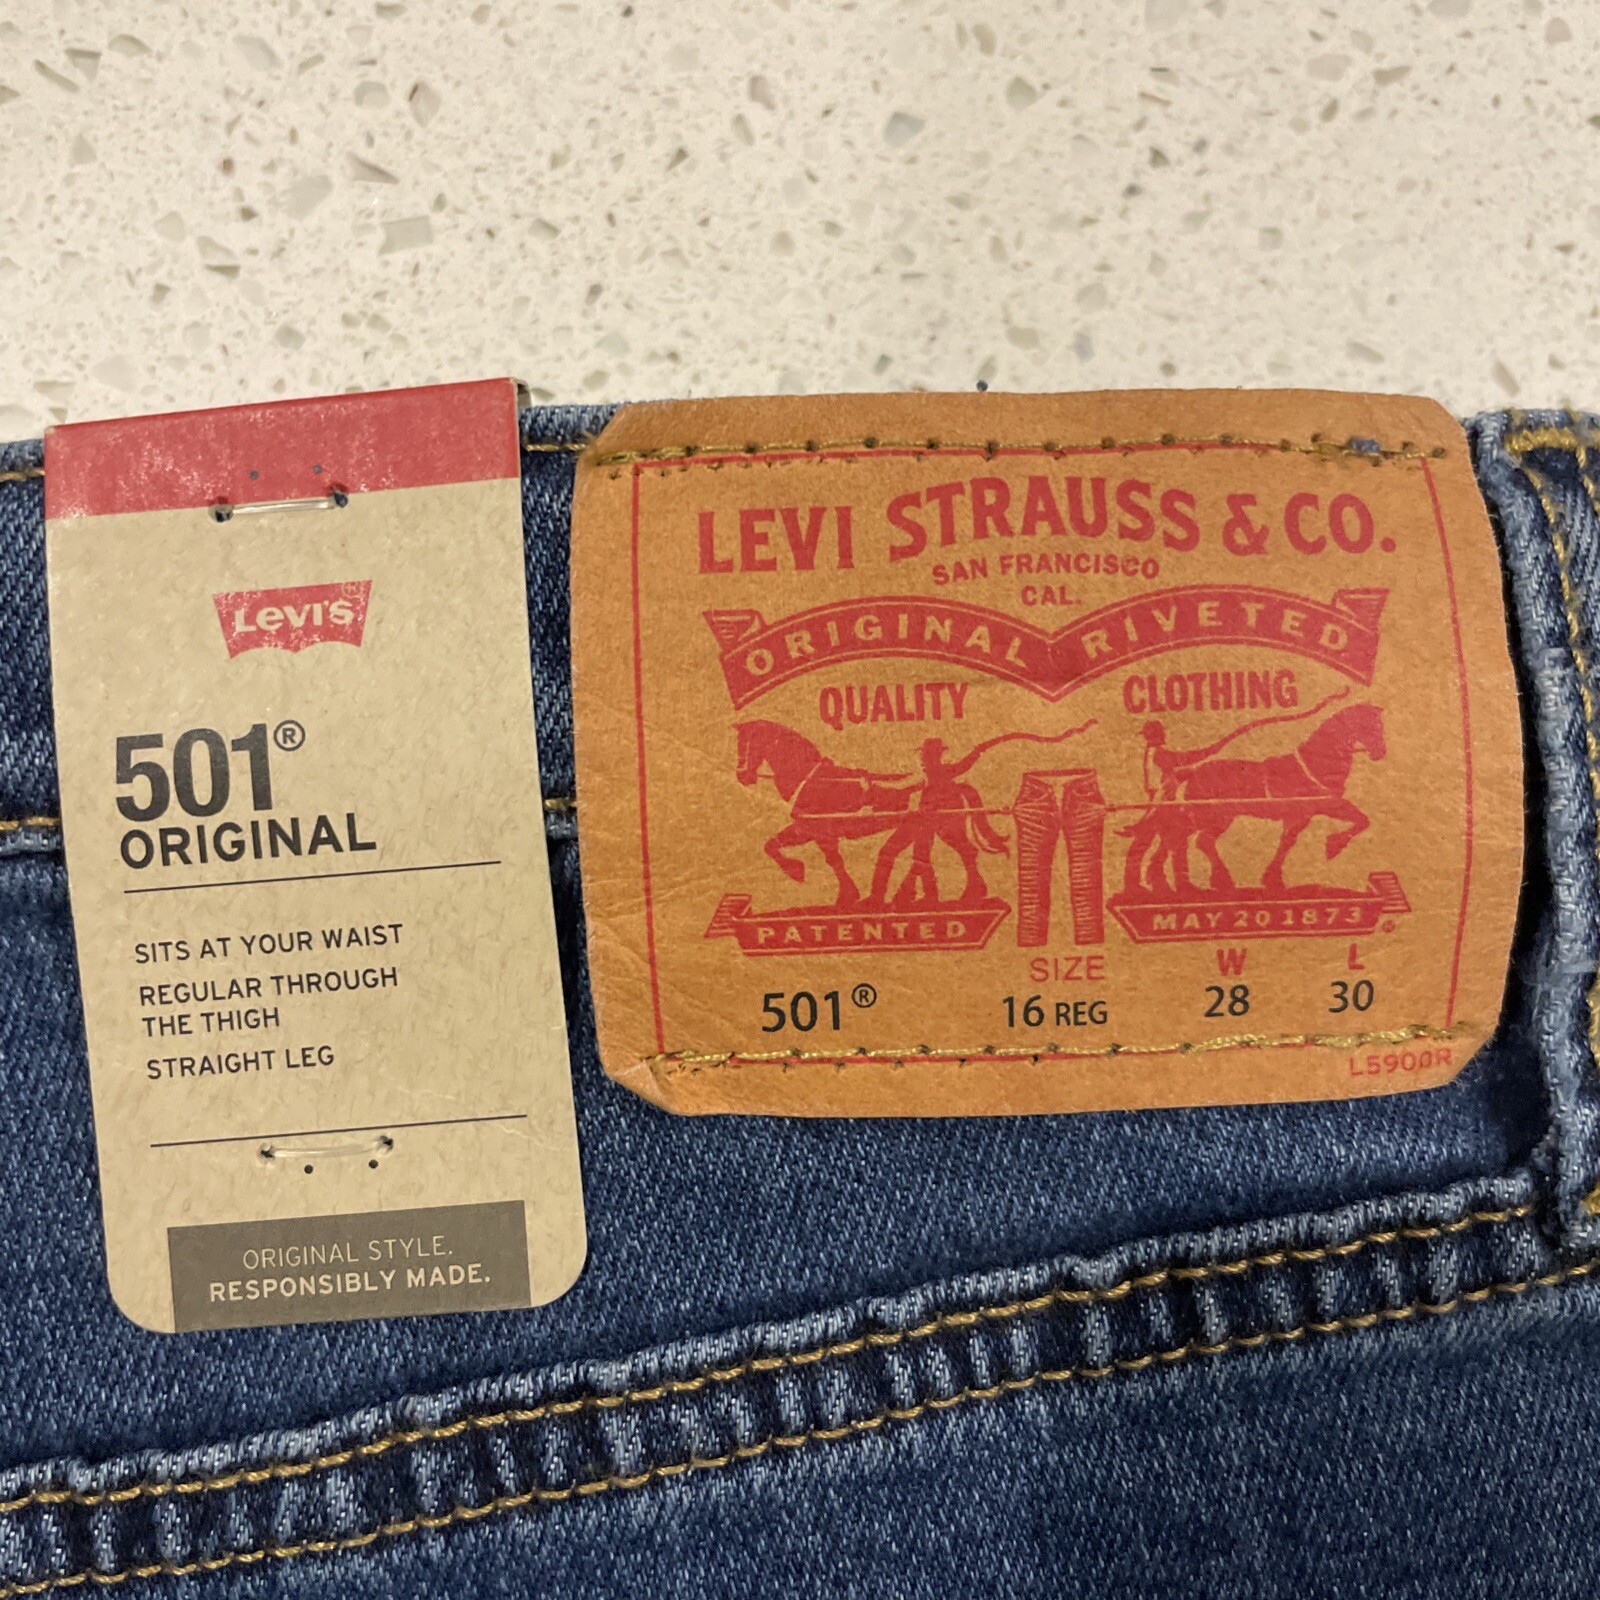 LEVI'S®
501®
ORIGINAL
SITS AT YOUR WAIST
REGULAR THROUGH
THE THIGH
STRAIGHT LEG
ORIGINAL STYLE.
RESPONSIBLY MADE.
LEVI STRAUSS & CO.
SAN FRANCISCO
CAL.
ORIGINAL RIVETED
QUALITY CLOTHING
PATENTED MAY 20 1873 ®
SIZE W L
501® 16 REG 28 30
L5900R